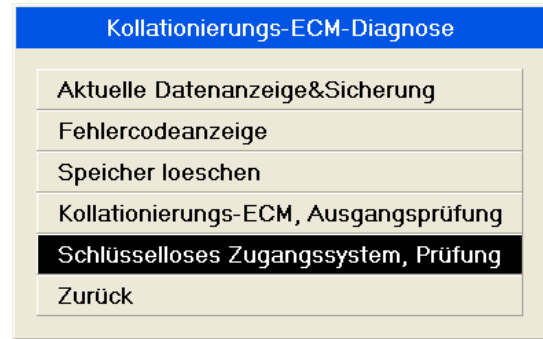 Kollationierungs-ECM-Diagnose
Aktuelle Datenanzeige&Sicherung
Fehlercodeanzeige
Speicher loeschen
Kollationierungs-ECM, Ausgangsprüfung
Schlüsselloses Zugangssystem, Prüfung
Zurück